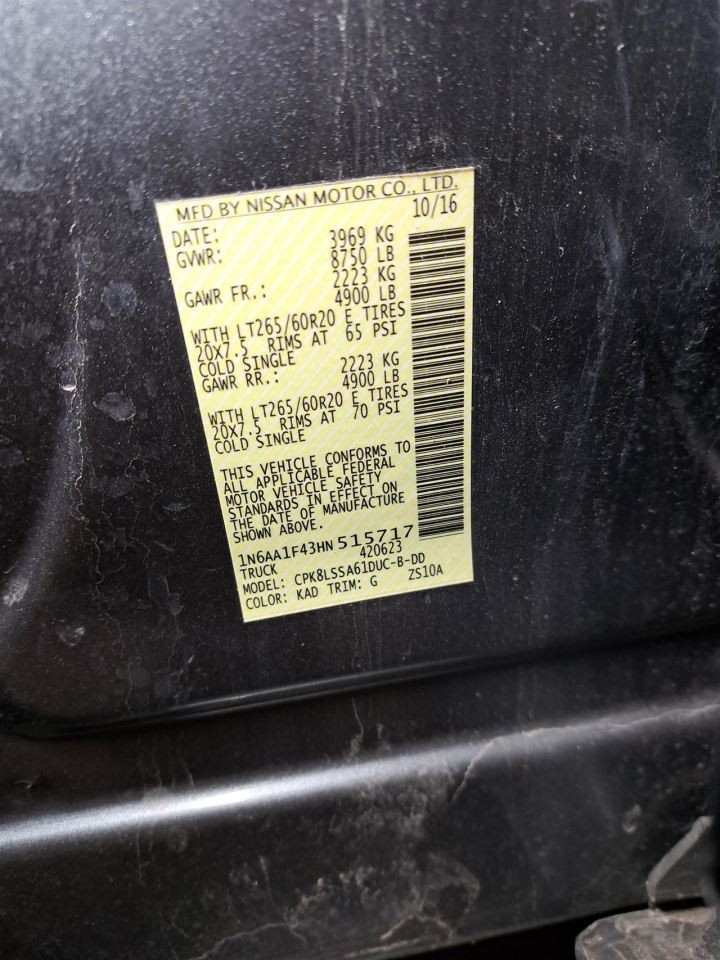 MFD BY NISSAN MOTOR CO., LTD.
DATE: 10/16
GVWR: 3969 KG
8750 LB
GAWR FR.: 2223 KG
4900 LB
WITH LT265/60R20 E TIRES
20X7.5 RIMS AT 65 PSI
COLD SINGLE
GAWR RR.: 2223 KG
4900 LB
WITH LT265/60R20 E TIRES
20X7.5 RIMS AT 70 PSI
COLD SINGLE
THIS VEHICLE CONFORMS TO
ALL APPLICABLE FEDERAL
MOTOR VEHICLE SAFETY
STANDARDS IN EFFECT ON
THE DATE OF MANUFACTURE
SHOWN ABOVE.
1N6AA1F43HN515717
TRUCK 420623
MODEL: CPK8LSSA61DUC-B-DD
COLOR: KAD TRIM: G ZS10A